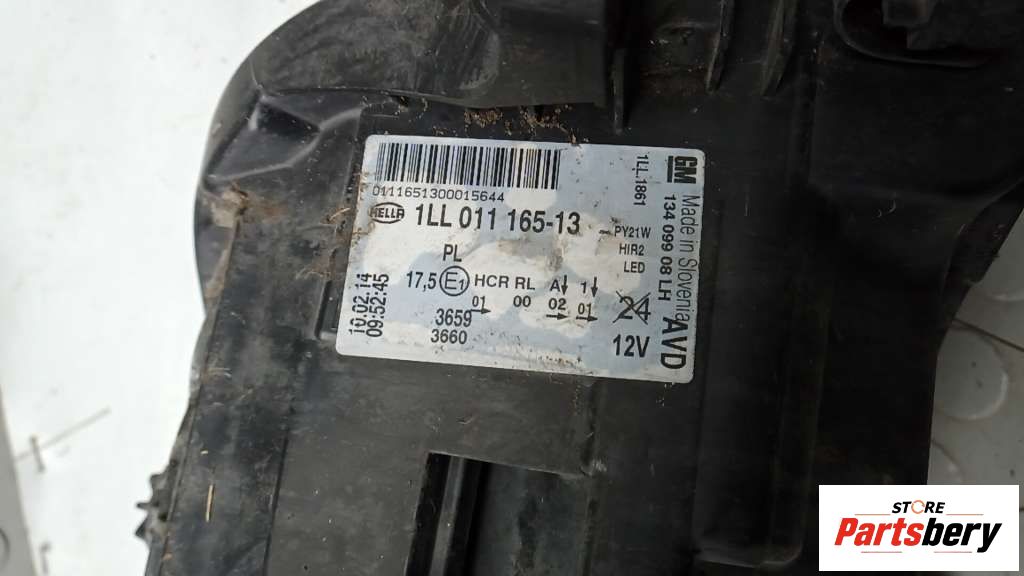 0111651300015644
HELLA 1LL 011 165-13
PL
17,5 E1 HCR RL A 1
01 00 02 01
3659
3660
10.02.14
09:52:45
PY21W
HIR2
LED
24
12V
1LL.1861
GM 134 099 08 LH
Made in Slovenia
AVD
STORE
Partsbery